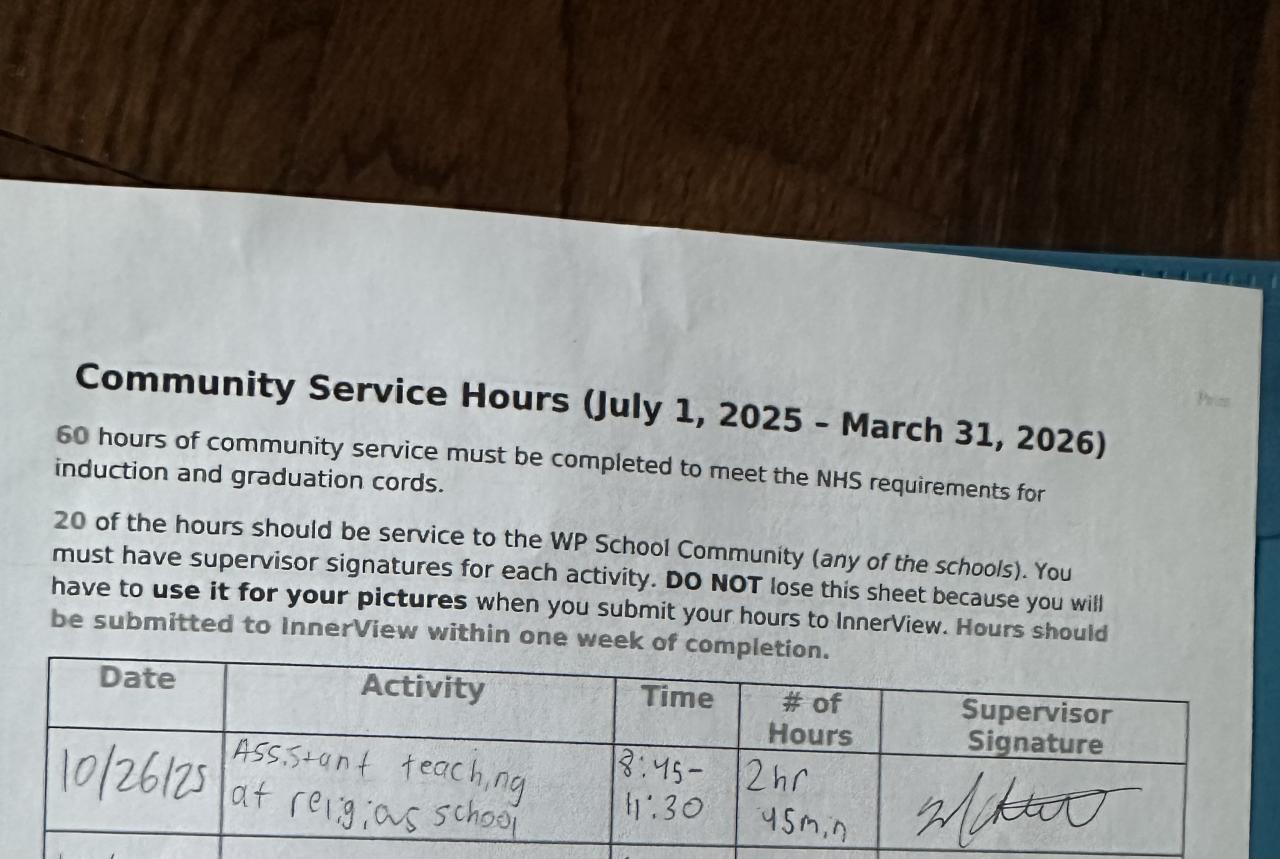 Community Service Hours (July 1, 2025 – March 31, 2026)
60 hours of community service must be completed to meet the NHS requirements for
induction and graduation cords.
20 of the hours should be service to the WP School Community (any of the schools). You
must have supervisor signatures for each activity. DO NOT lose this sheet because you will
have to use it for your pictures when you submit your hours to InnerView. Hours should
be submitted to InnerView within one week of completion.
Date Activity Time # of Hours Supervisor Signature
10/26/25
Assistant teaching
at religias school
8:45-
11:30
2hr
45min